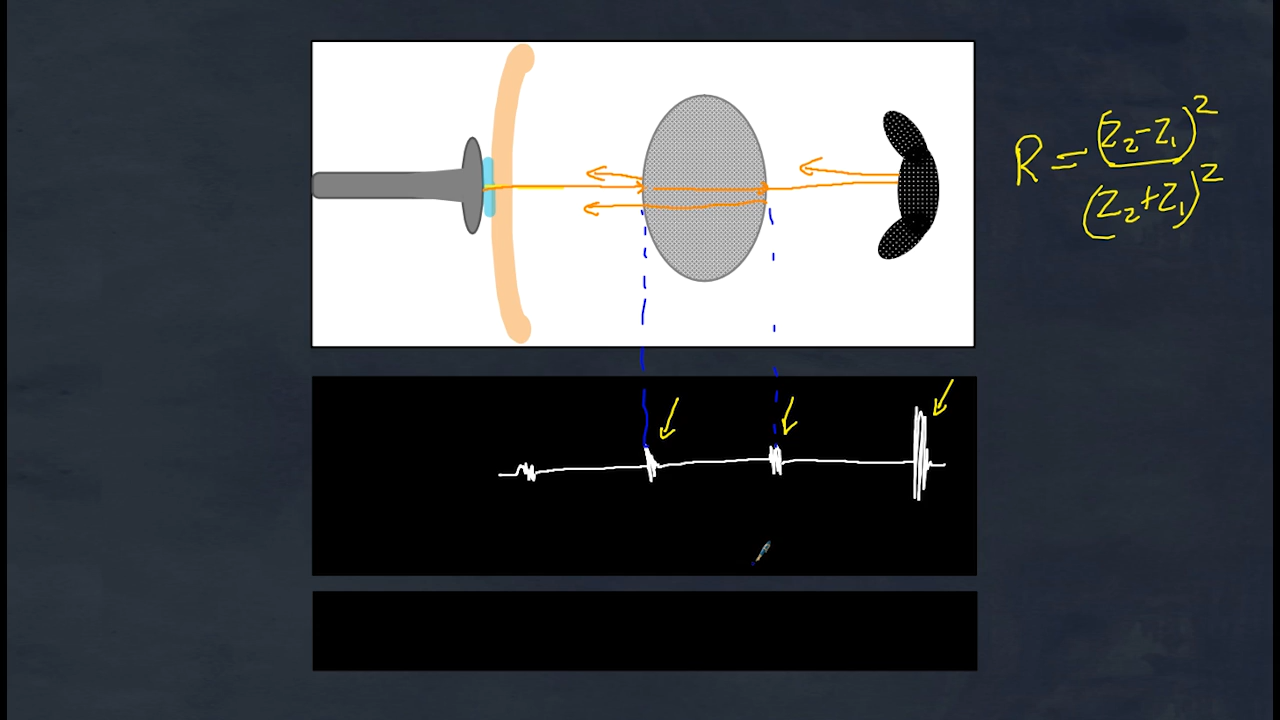 R = (Z₂-Z₁)²
(Z₂+Z₁)²